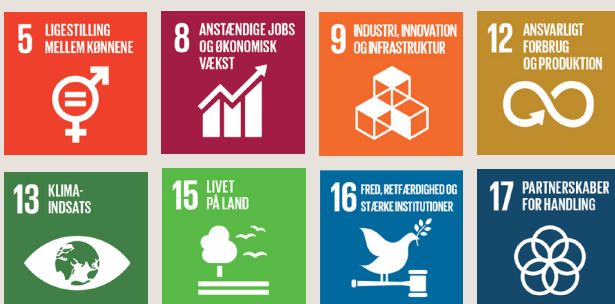 5 LIGESTILLING
MELLEM KØNNENE
8 ANSTÆNDIGE JOBS
OG ØKONOMISK
VÆKST
9 INDUSTRI, INNOVATION
OG INFRASTRUKTUR
12 ANSVARLIGT
FORBRUG
OG PRODUKTION
13 KLIMA-
INDSATS
15 LIVET
PÅ LAND
16 FRED, RETFÆRDIGHED OG
STÆRKE INSTITUTIONER
17 PARTNERSKABER
FOR HANDLING